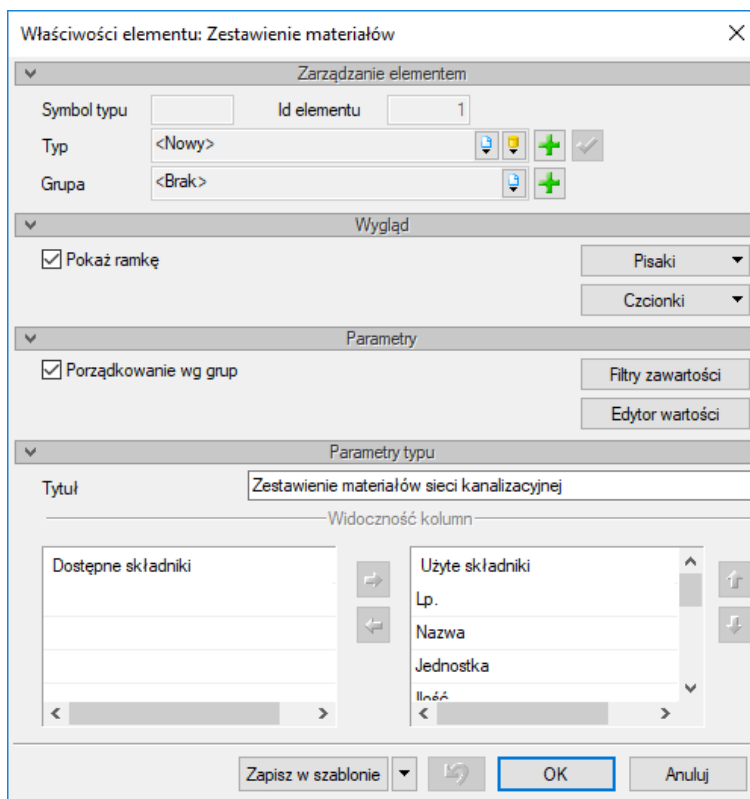 Właściwości elementu: Zestawienie materiałów
Zarządzanie elementem
Symbol typu Id elementu 1
Typ <Nowy>
Grupa <Brak>
Wygląd
Pokaż ramkę Pisaki
Czcionki
Parametry
Porządkowanie wg grup Filtry zawartości
Edytor wartości
Parametry typu
Tytuł Zestawienie materiałów sieci kanalizacyjnej
Widoczność kolumn
Dostępne składniki Użyte składniki
Lp.
Nazwa
Jednostka
Ilość
Zapisz w szablonie OK Anuluj